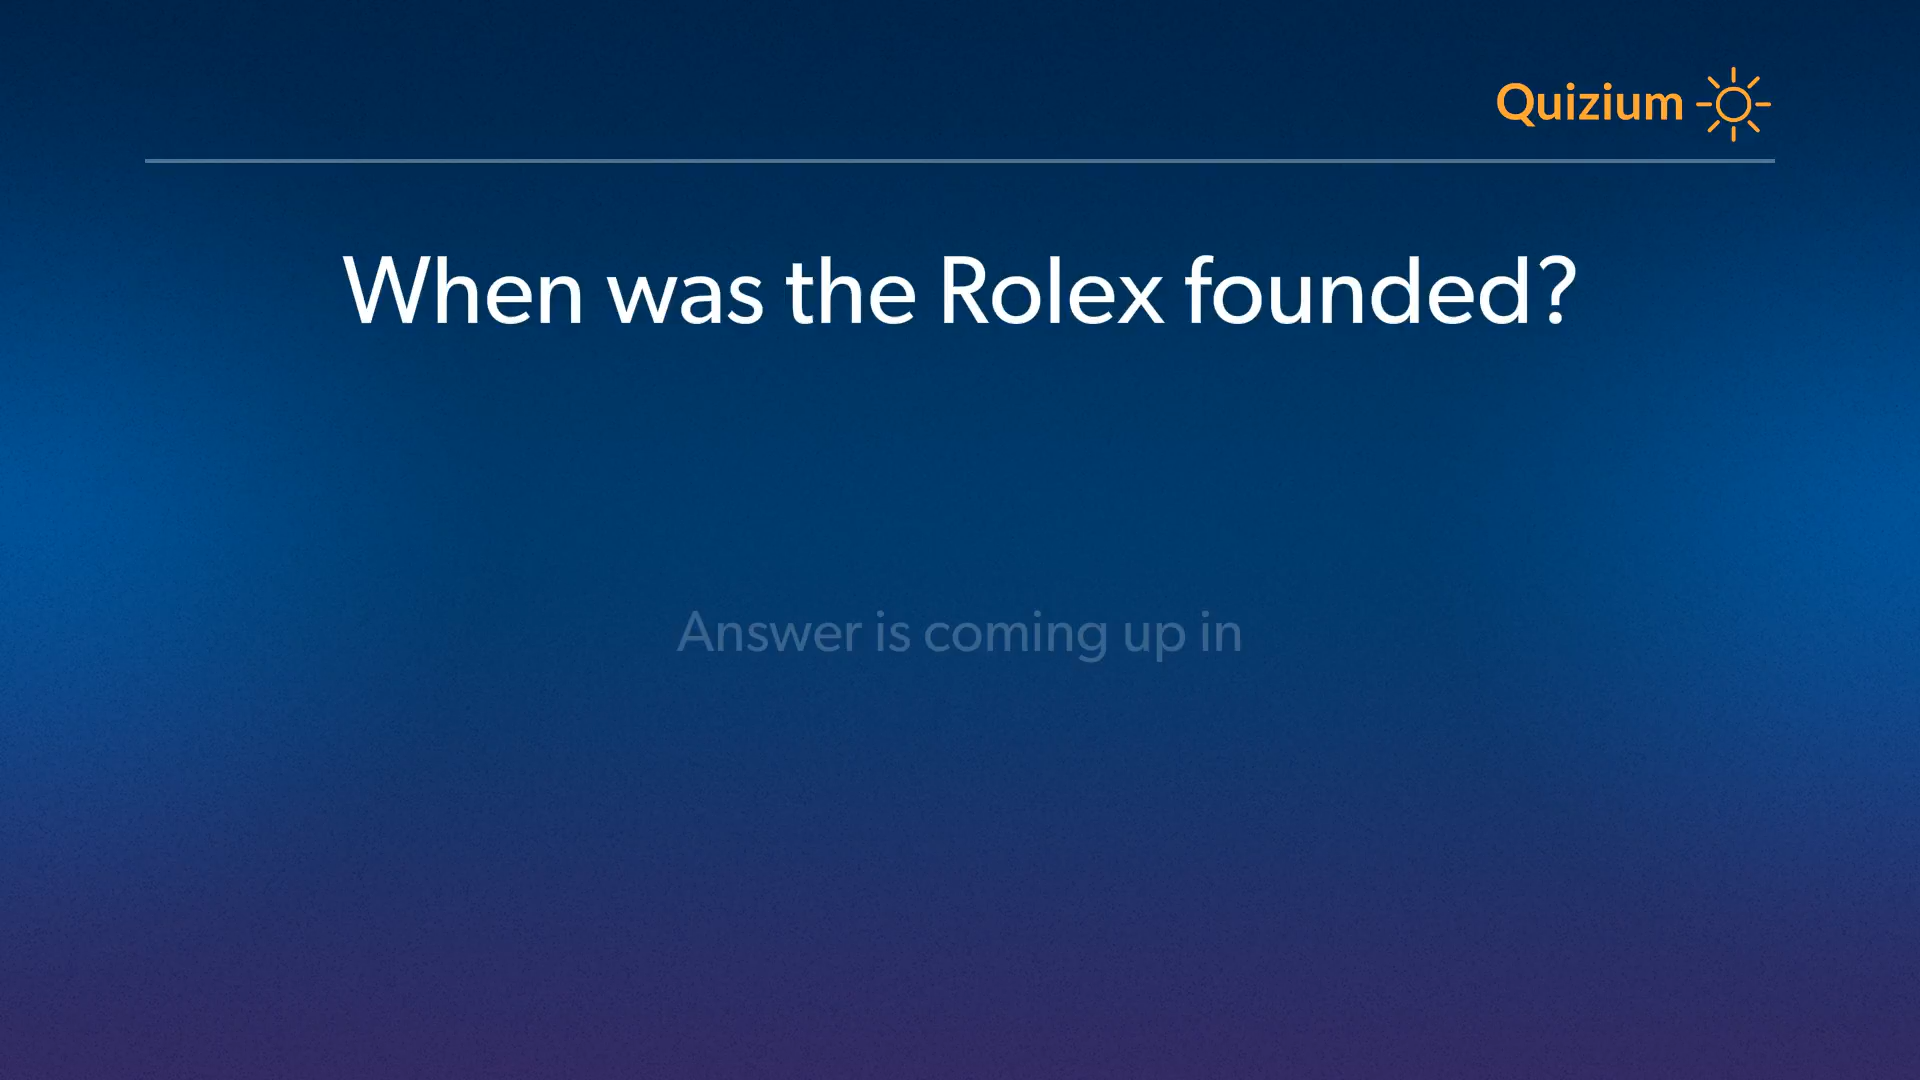 Quizium
When was the Rolex founded?
Answer is coming up in